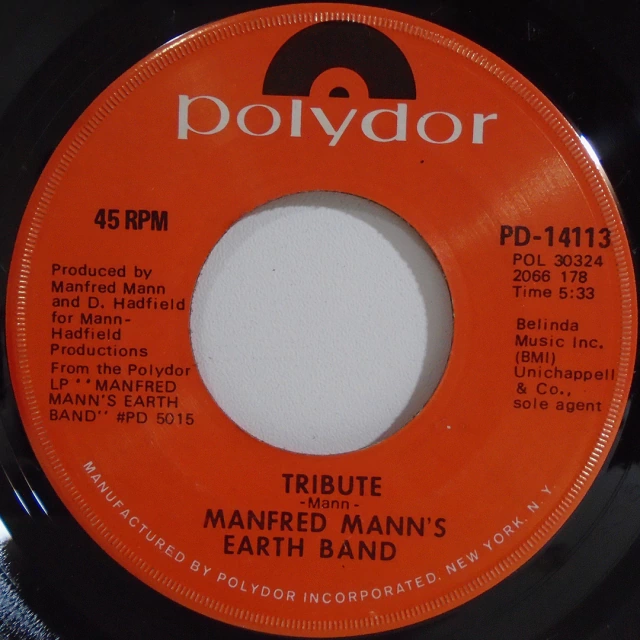 polydor
45 RPM
PD-14113
POL 30324
2066 178
Time 5:33
Produced by
Manfred Mann
and D. Hadfield
for Mann-
Hadfield
Productions
From the Polydor
LP "MANFRED
MANN'S EARTH
BAND" #PD 5015
Belinda
Music Inc.
(BMI)
Unichappell
& Co.,
sole agent
TRIBUTE
-Mann-
MANFRED MANN'S
EARTH BAND
MANUFACTURED BY POLYDOR INCORPORATED. NEW YORK. N.Y.